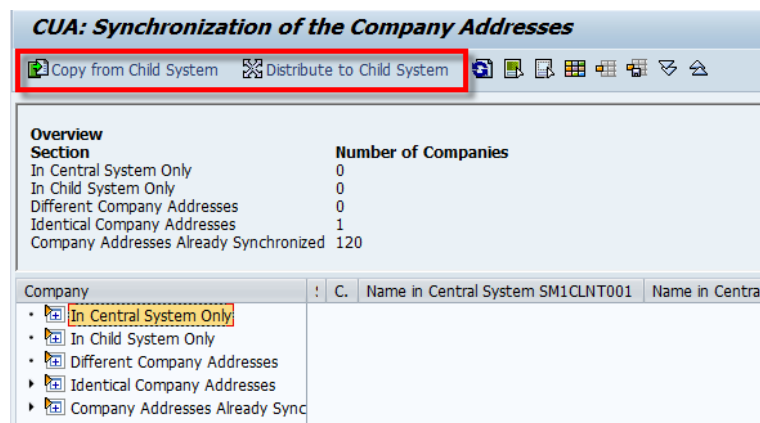 CUA: Synchronization of the Company Addresses
Copy from Child System Distribute to Child System
Overview
Section Number of Companies
In Central System Only 0
In Child System Only 0
Different Company Addresses 0
Identical Company Addresses 1
Company Addresses Already Synchronized 120
Company : C. Name in Central System SM1CLNT001 Name in Centra
In Central System Only
In Child System Only
Different Company Addresses
Identical Company Addresses
Company Addresses Already Sync